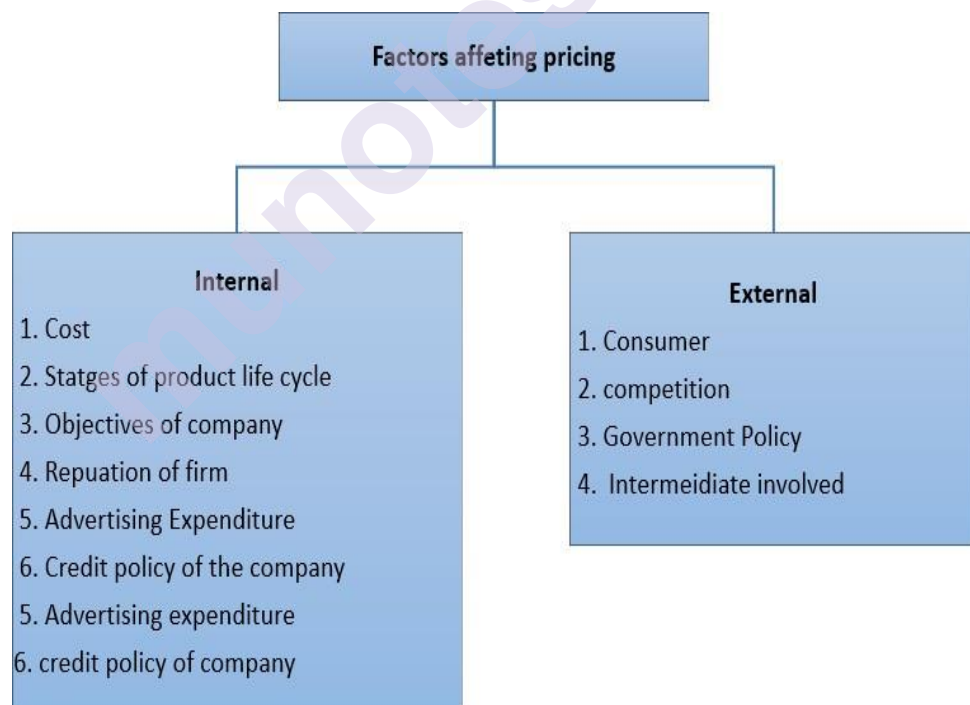 Factors affeting pricing
Internal
1. Cost
2. Statges of product life cycle
3. Objectives of company
4. Repuation of firm
5. Advertising Expenditure
6. Credit policy of the company
5. Advertising expenditure
6. credit policy of company
External
1. Consumer
2. competition
3. Government Policy
4. Intermeidiate involved
munotes